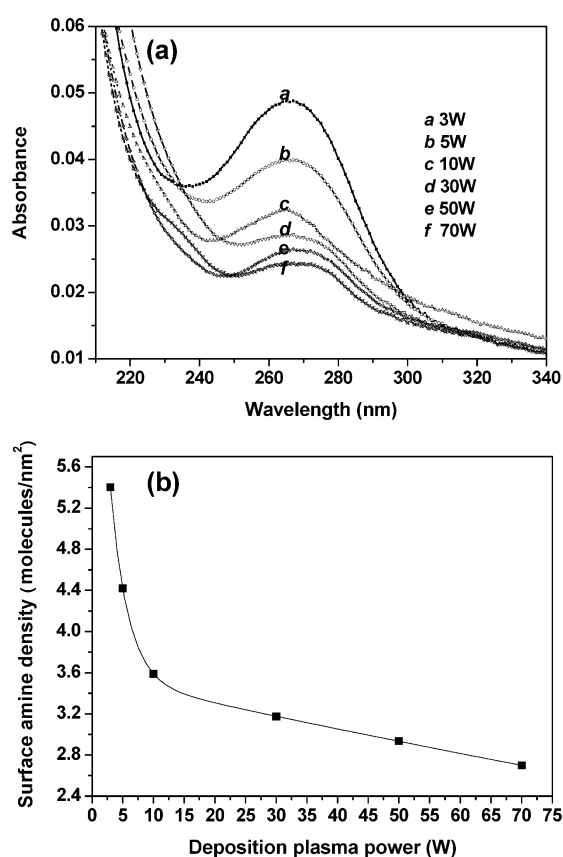 (a)
0.06
0.05
0.04
0.03
0.02
0.01
Absorbance
a
b
c
d
e
f
a 3W
b 5W
c 10W
d 30W
e 50W
f 70W
220 240 260 280 300 320 340
Wavelength (nm)
(b)
5.6
5.2
4.8
4.4
4.0
3.6
3.2
2.8
2.4
Surface amine density (molecules/nm²)
0 5 10 15 20 25 30 35 40 45 50 55 60 65 70 75
Deposition plasma power (W)